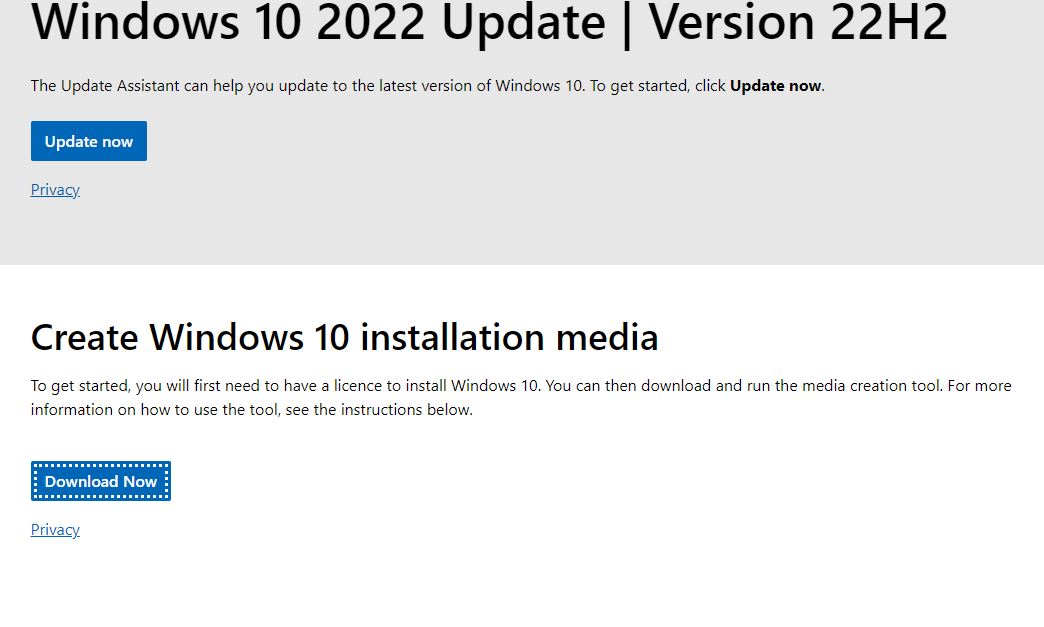 Windows 10 2022 Update | Version 22H2
The Update Assistant can help you update to the latest version of Windows 10. To get started, click Update now.
Update now
Privacy
Create Windows 10 installation media
To get started, you will first need to have a licence to install Windows 10. You can then download and run the media creation tool. For more
information on how to use the tool, see the instructions below.
Download Now
Privacy